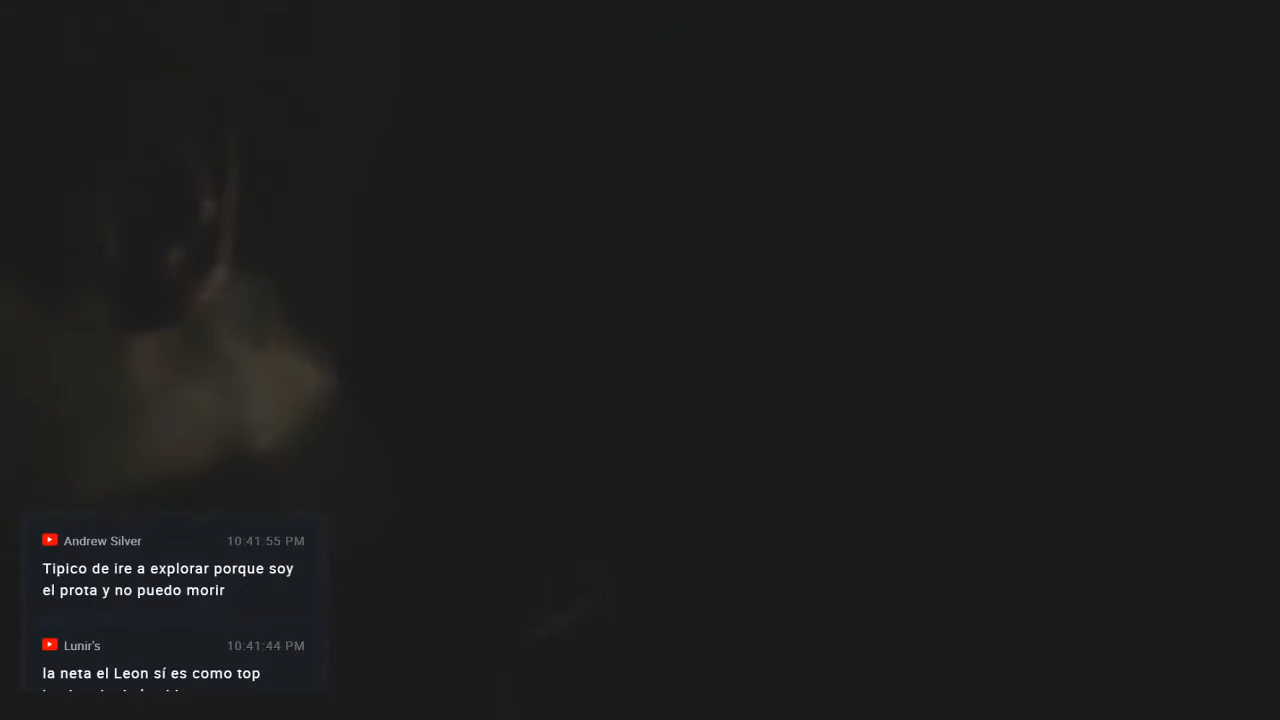 Andrew Silver 10:41:55 PM
Tipico de ire a explorar porque soy
el prota y no puedo morir
Lunir's 10:41:44 PM
la neta el Leon sí es como top